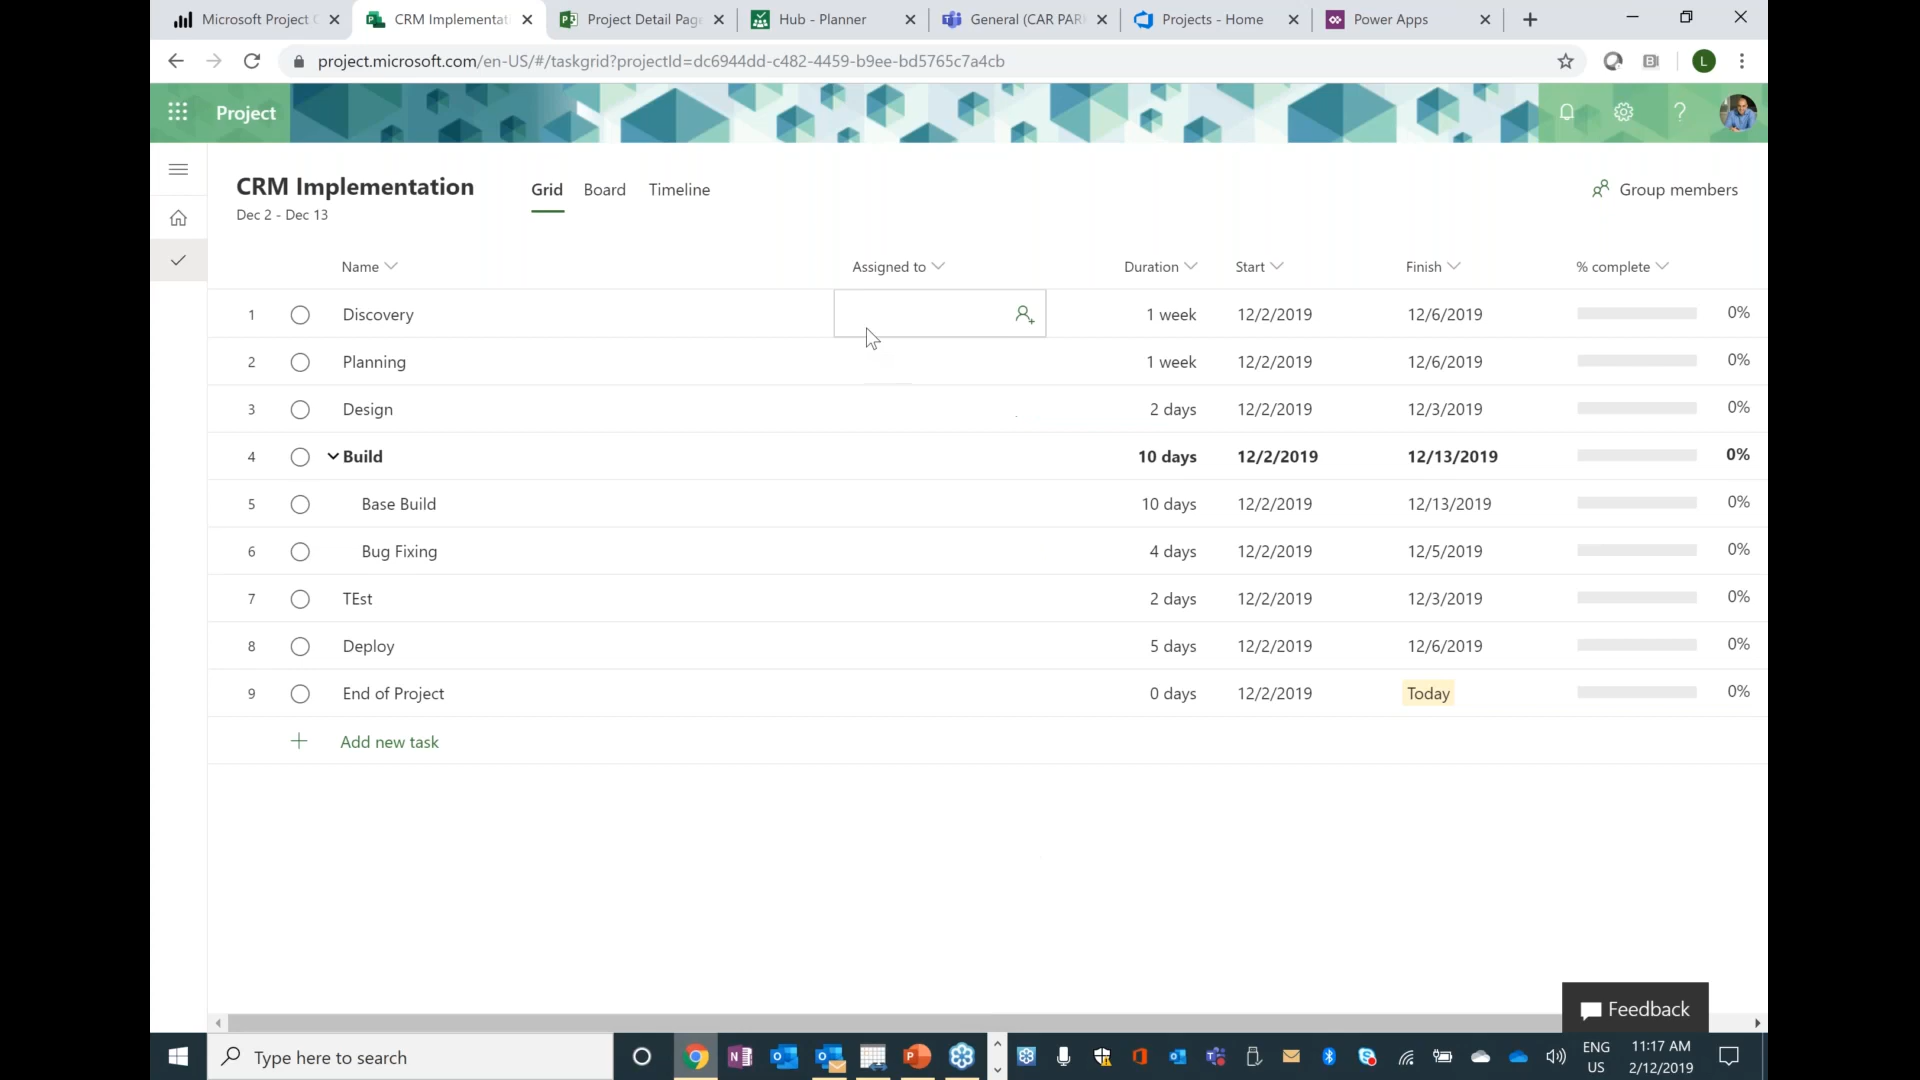 Microsoft Project
CRM Implementat
Project Detail Page
Hub - Planner
General (CAR PARK
Projects - Home
Power Apps
project.microsoft.com/en-US/#/taskgrid?projectId=dc6944dd-c482-4459-b9ee-bd5765c7a4cb
L
Project
CRM Implementation
Grid Board Timeline
Group members
Dec 2 - Dec 13
Name Assigned to Duration Start Finish % complete
1 Discovery 1 week 12/2/2019 12/6/2019 0%
2 Planning 1 week 12/2/2019 12/6/2019 0%
3 Design 2 days 12/2/2019 12/3/2019 0%
4 Build 10 days 12/2/2019 12/13/2019 0%
5 Base Build 10 days 12/2/2019 12/13/2019 0%
6 Bug Fixing 4 days 12/2/2019 12/5/2019 0%
7 TEst 2 days 12/2/2019 12/3/2019 0%
8 Deploy 5 days 12/2/2019 12/6/2019 0%
9 End of Project 0 days 12/2/2019 Today 0%
Add new task
Feedback
Type here to search
ENG
US
11:17 AM
2/12/2019